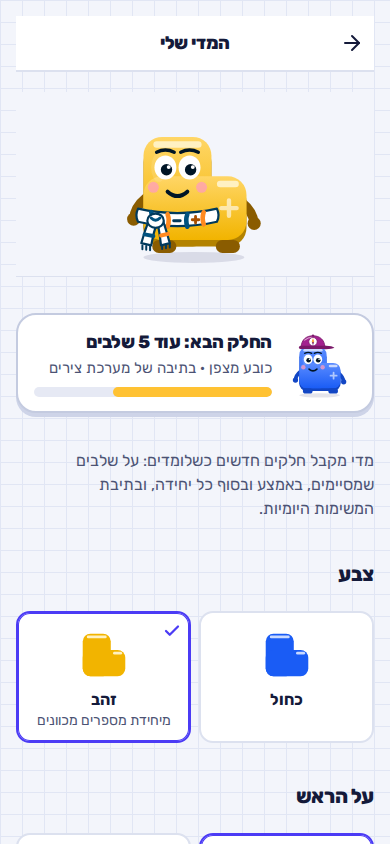 המדי שלי
החלק הבא: עוד 5 שלבים
כובע מצפן • בתיבה של מערכת צירים
מדי מקבל חלקים חדשים כשלומדים: על שלבים
שמסיימים, באמצע ובסוף כל יחידה, ובתיבת
המשימות היומיות.
צבע
כחול
זהב
מיחידת מספרים מכוונים
על הראש